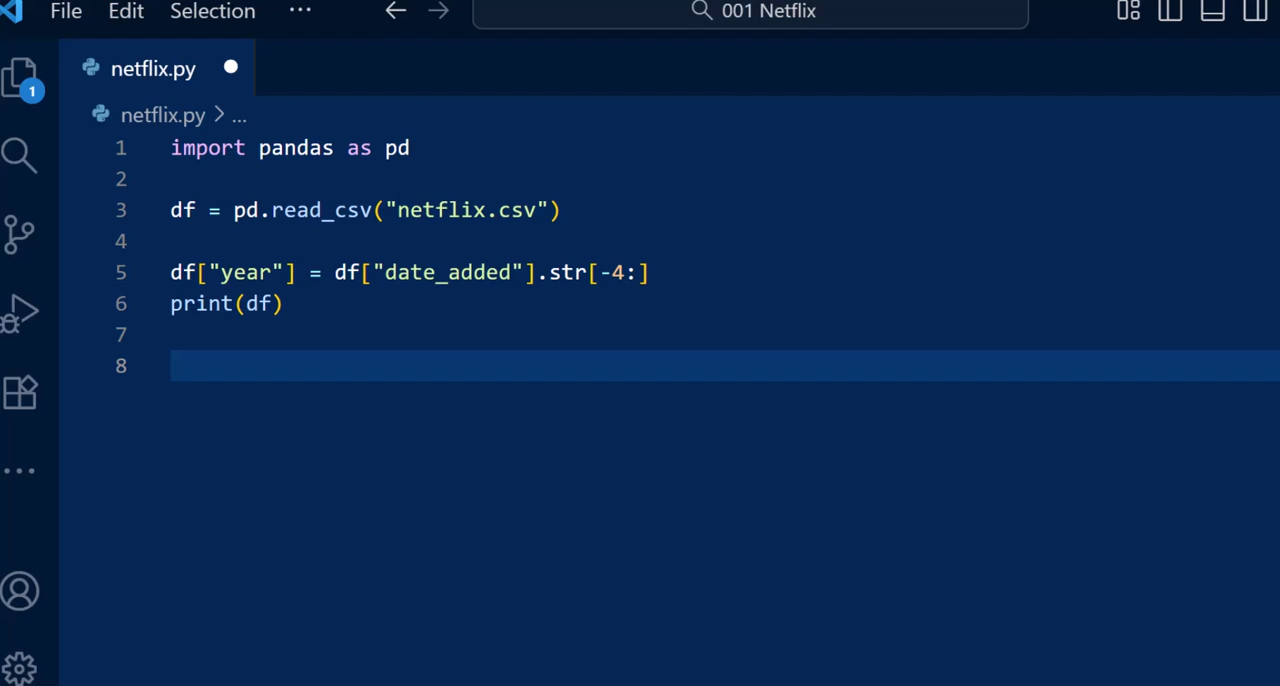 File Edit Selection ··· 001 Netflix
netflix.py
1
netflix.py > ...
1 import pandas as pd
2
3 df = pd.read_csv("netflix.csv")
4
5 df["year"] = df["date_added"].str[-4:]
6 print(df)
7
8